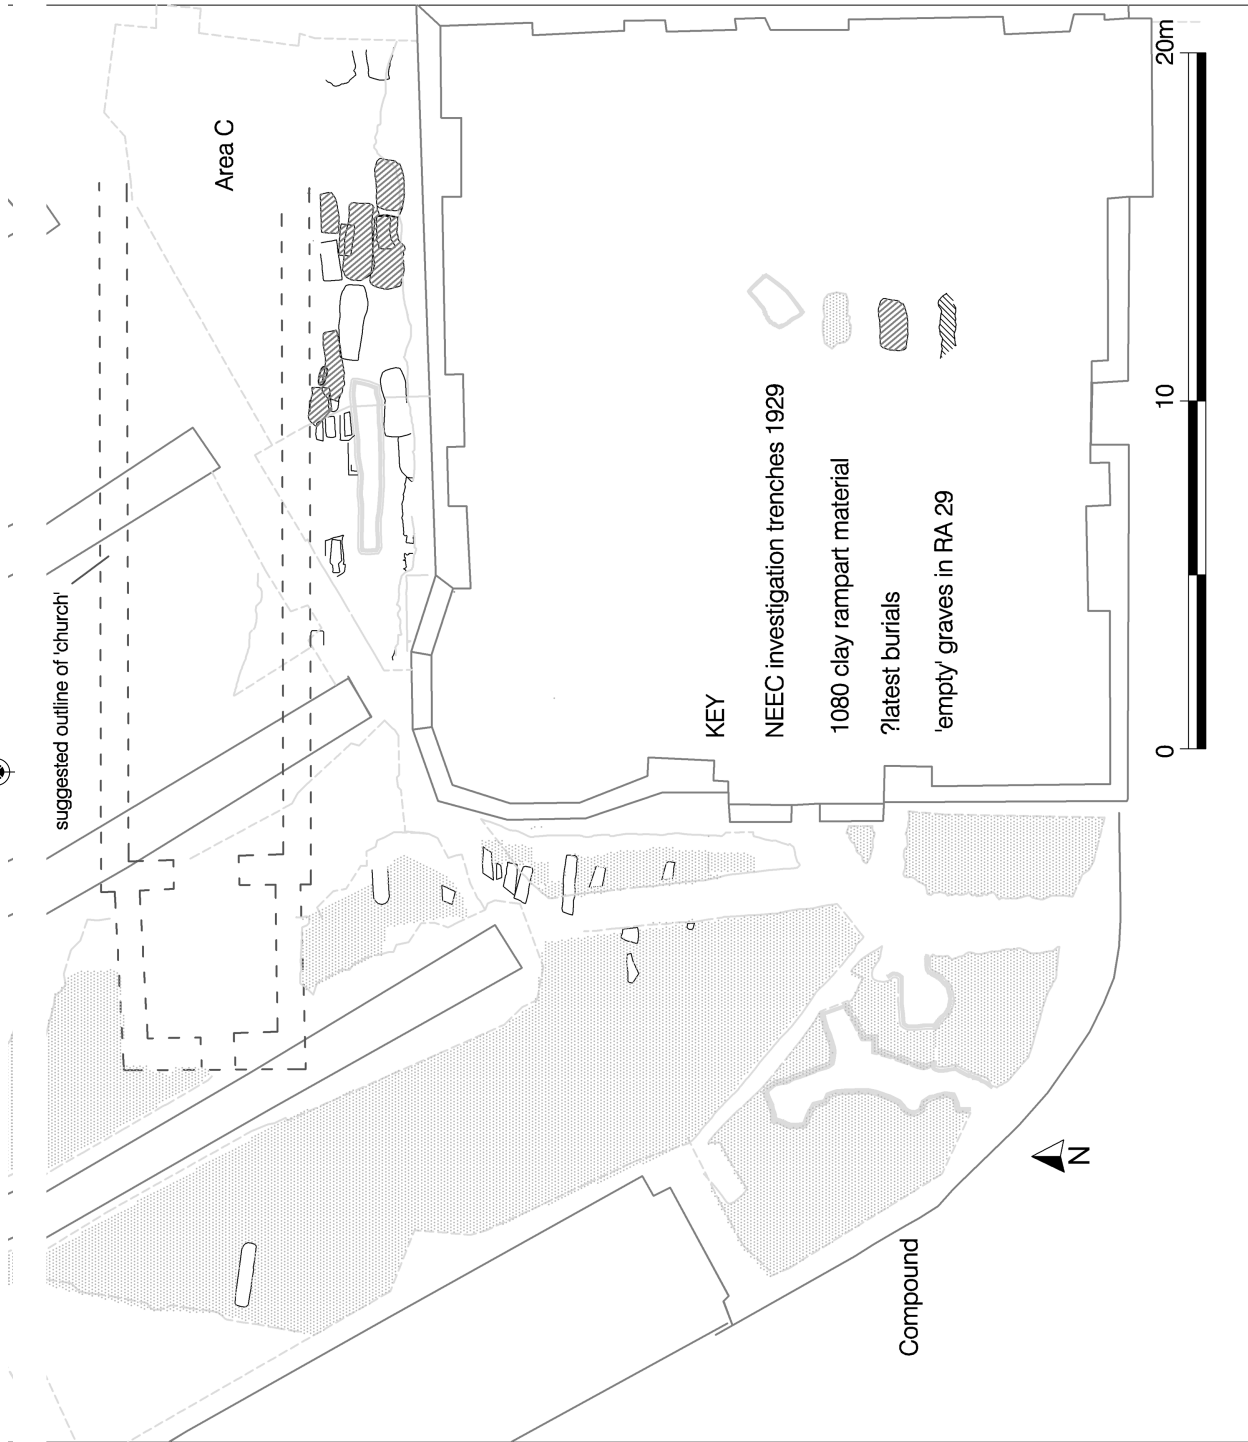 suggested outline of 'church'
Area C
KEY
NEEC investigation trenches 1929
1080 clay rampart material
?latest burials
'empty' graves in RA 29
0
10
20m
N
Compound